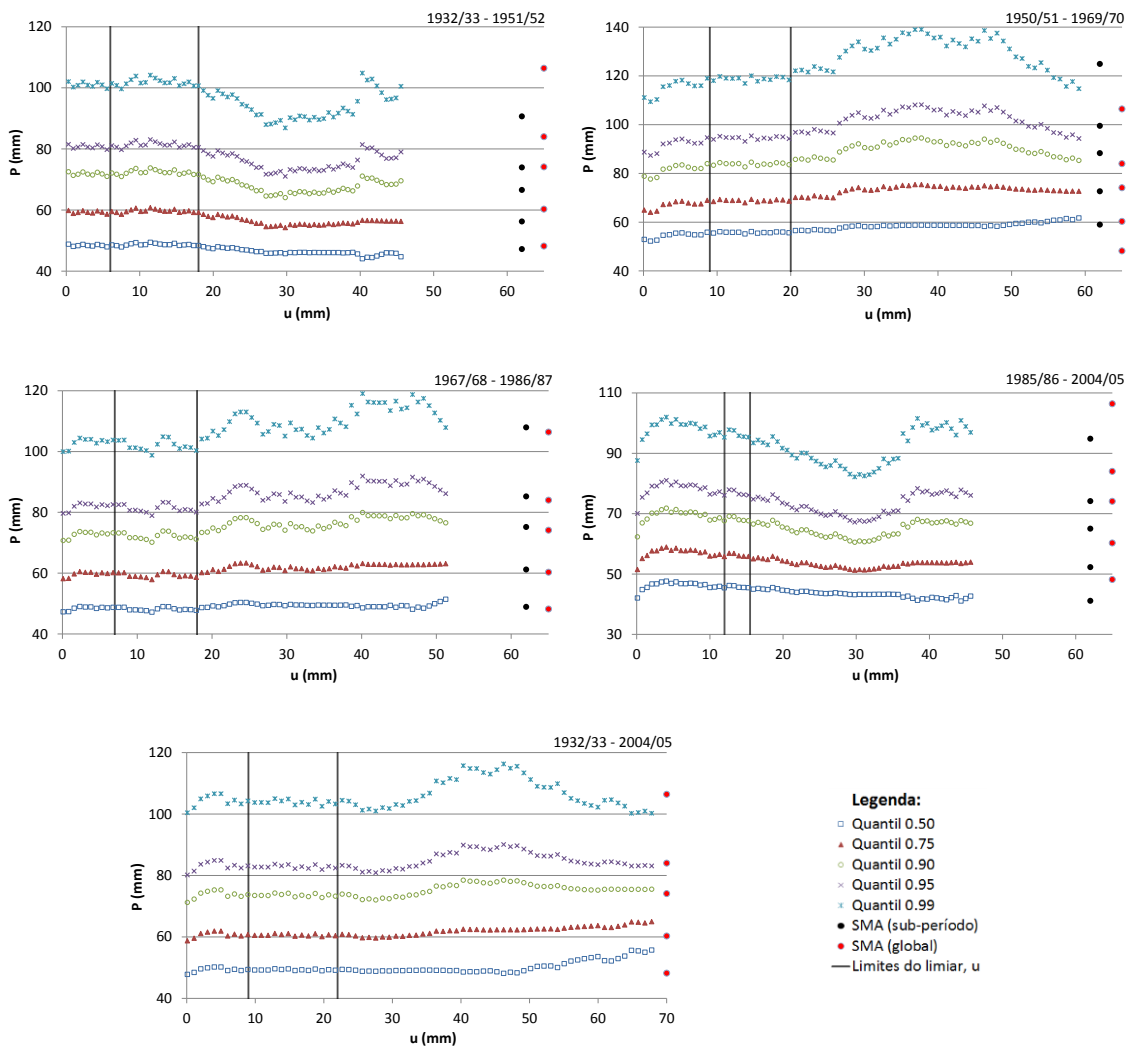 1932/33 - 1951/52
120
100
80
60
40
P (mm)
0 10 20 30 40 50 60
u (mm)
1950/51 - 1969/70
140
120
100
80
60
40
P (mm)
0 10 20 30 40 50 60
u (mm)
1967/68 - 1986/87
120
100
80
60
40
P (mm)
0 10 20 30 40 50 60
u (mm)
1985/86 - 2004/05
110
90
70
50
30
P (mm)
0 10 20 30 40 50 60
u (mm)
1932/33 - 2004/05
120
100
80
60
40
P (mm)
0 10 20 30 40 50 60 70
u (mm)
Legenda:
Quantil 0.50
Quantil 0.75
Quantil 0.90
Quantil 0.95
Quantil 0.99
SMA (sub-período)
SMA (global)
Limites do limiar, u